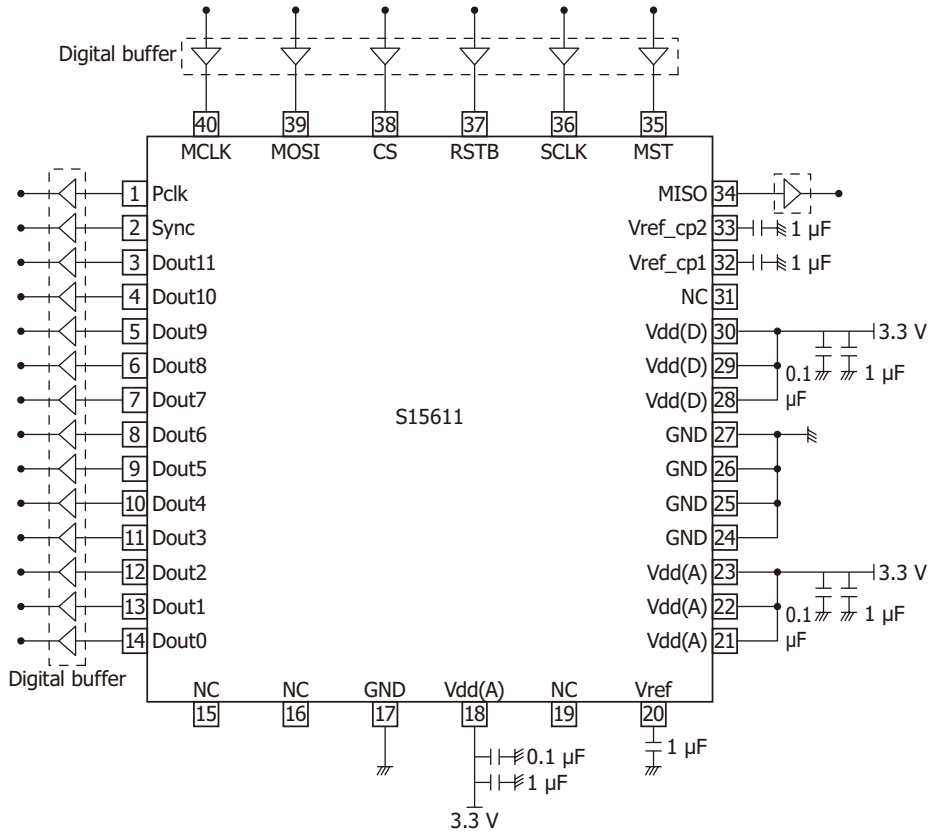 Digital buffer
40 39 38 37 36 35
MCLK MOSI CS RSTB SCLK MST
1 Pclk
2 Sync
3 Dout11
4 Dout10
5 Dout9
6 Dout8
7 Dout7
8 Dout6
9 Dout5
10 Dout4
11 Dout3
12 Dout2
13 Dout1
14 Dout0
Digital buffer
S15611
MISO 34
Vref_cp2 33 1 µF
Vref_cp1 32 1 µF
NC 31
Vdd(D) 30 3.3 V
Vdd(D) 29 0.1 µF 1 µF
Vdd(D) 28
GND 27
GND 26
GND 25
GND 24
Vdd(A) 23 3.3 V
Vdd(A) 22 0.1 µF 1 µF
Vdd(A) 21
NC NC GND Vdd(A) NC Vref
15 16 17 18 19 20
1 µF
0.1 µF
1 µF
3.3 V